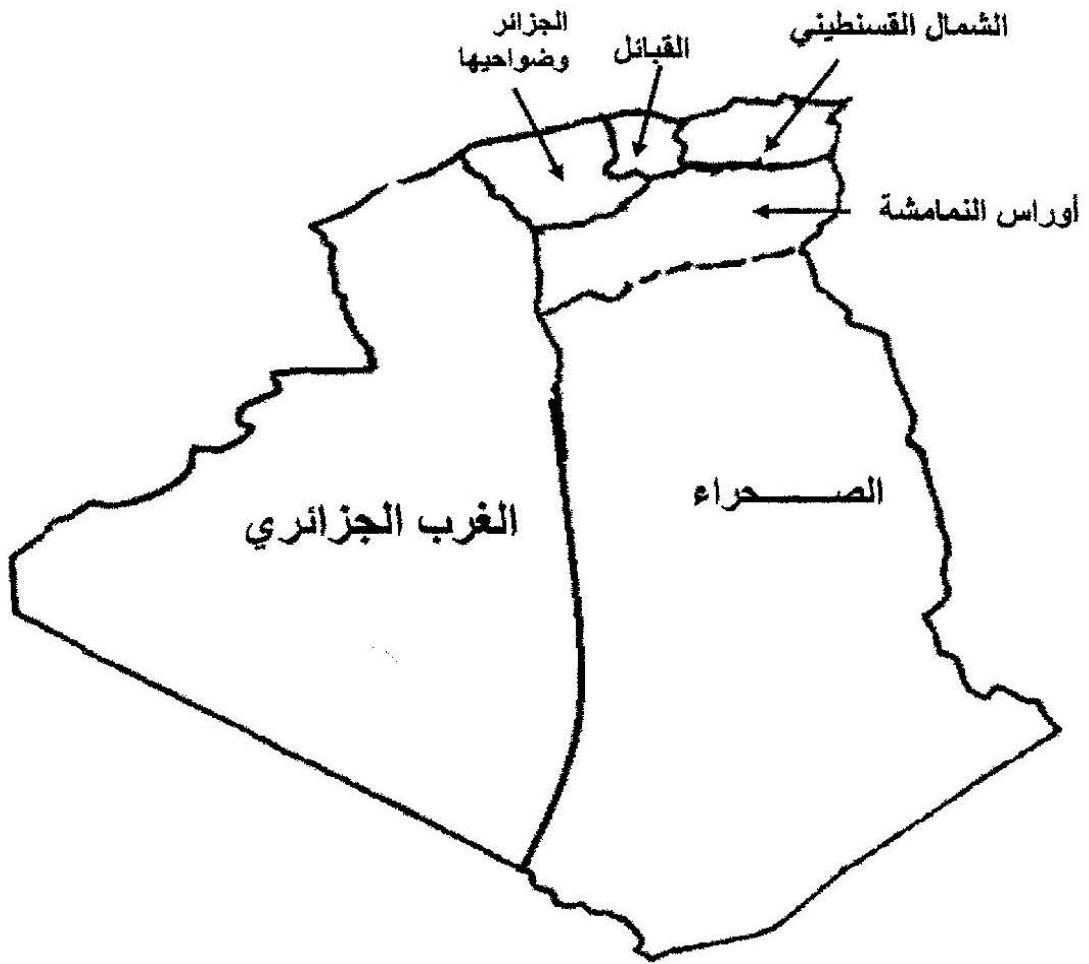 الشمال القسنطيني
القبائل
الجزائر
وضواحيها
أوراس النمامشة
الصحراء
الغرب الجزائري